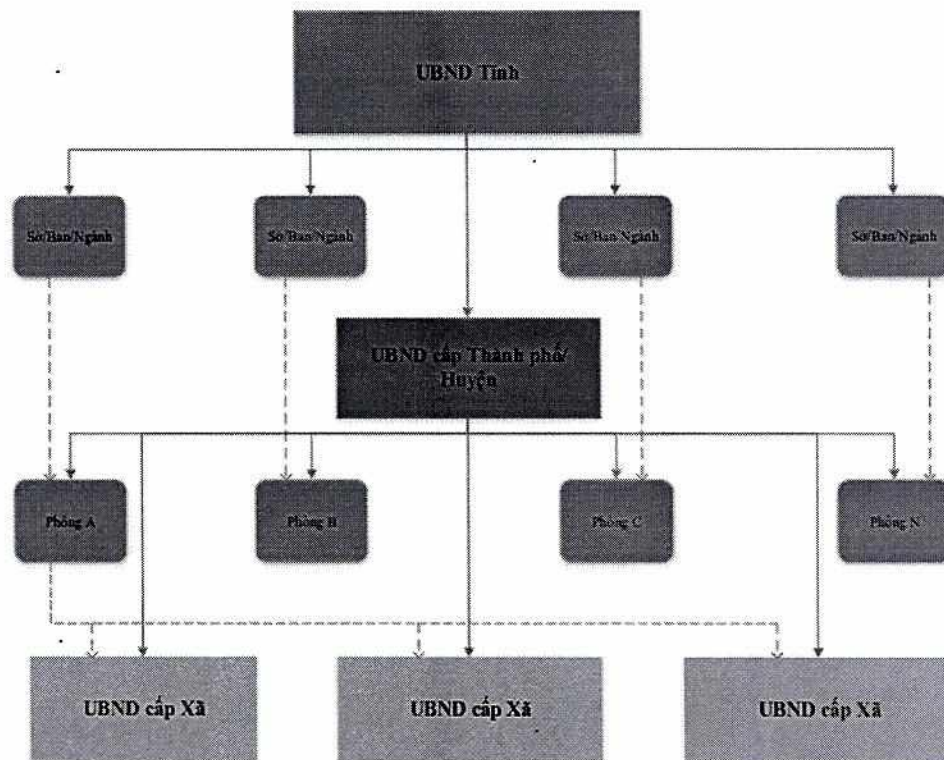 UBND Tỉnh
Sở/Ban/Ngành
Sở/Ban/Ngành
Sở/Ban/Ngành
Sở/Ban/Ngành
UBND cấp Thành phố/
Huyện
Phòng A
Phòng B
Phòng C
Phòng N
UBND cấp Xã
UBND cấp Xã
UBND cấp Xã